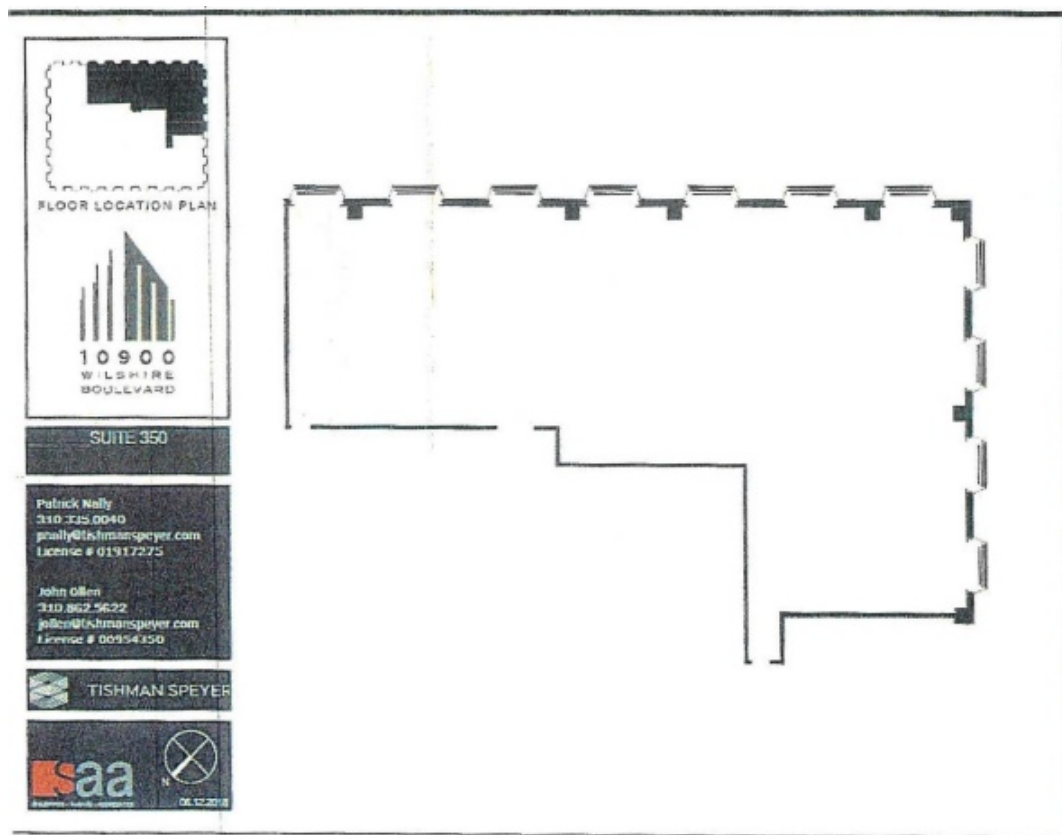 FLOOR LOCATION PLAN
10900
WILSHIRE
BOULEVARD
SUITE 350
Patrick Nally
310.335.0040
pnally@tishmanspeyer.com
License # 01917275
John Ollen
310.862.5622
jollen@tishmanspeyer.com
License # 00954350
TISHMAN SPEYER
saa
N
06.12.2018